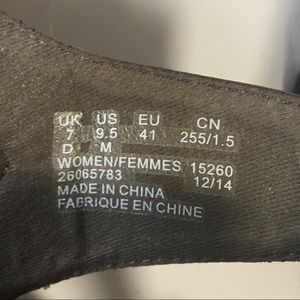 UK US EU CN
7 9.5 41 255/1.5
D M
WOMEN/FEMMES 15260
26065783 12/14
MADE IN CHINA
FABRIQUE EN CHINE